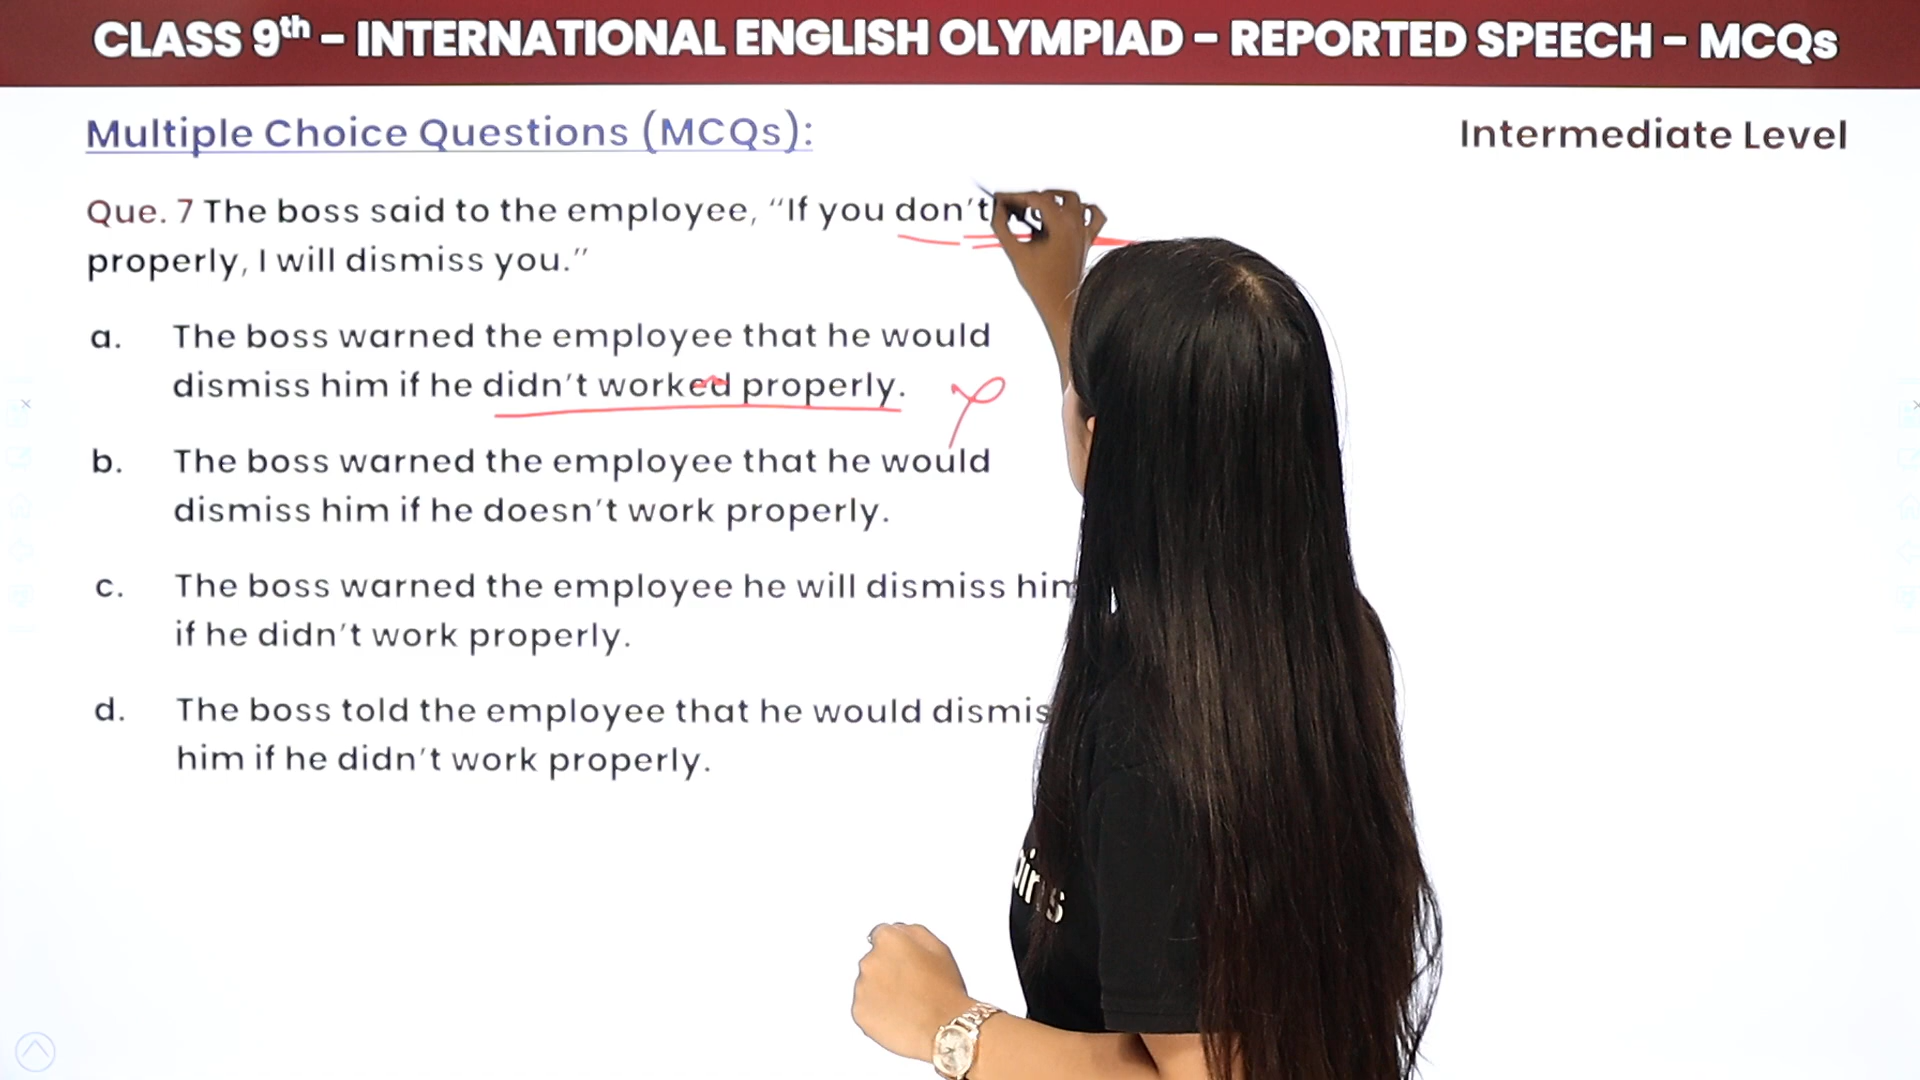 CLASS 9th - INTERNATIONAL ENGLISH OLYMPIAD - REPORTED SPEECH - MCQs
Multiple Choice Questions (MCQs):
Intermediate Level
Que. 7 The boss said to the employee, “If you don’t
properly, I will dismiss you.”
a. The boss warned the employee that he would
dismiss him if he didn’t worked properly.
b. The boss warned the employee that he would
dismiss him if he doesn’t work properly.
c. The boss warned the employee he will dismiss him
if he didn’t work properly.
d. The boss told the employee that he would
him if he didn’t work properly.